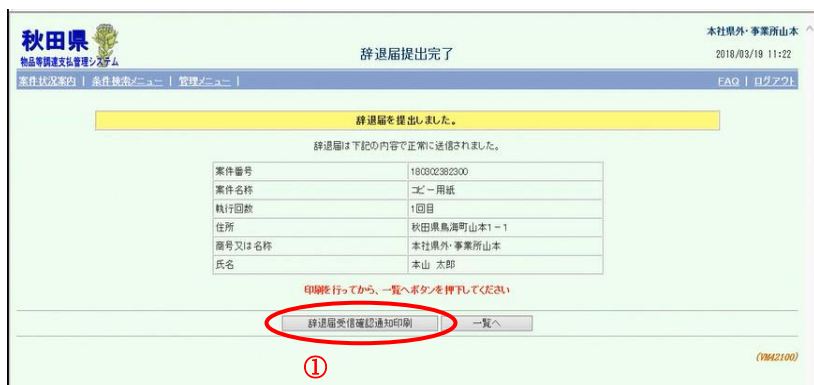 本社県外・事業所山本
秋田県
物品等調達支払管理システム
辞退届提出完了
2018/03/19 11:22
案件状況案内 | 条件検索メニュー | 管理メニュー |
FAQ | ログアウト
辞退届を提出しました。
辞退届は下記の内容で正常に送信されました。
案件番号 180302382300
案件名称 コピー用紙
執行回数 1回目
住所 秋田県鳥海町山本1-1
商号又は名称 本社県外・事業所山本
氏名 本山 太郎
印刷を行ってから、一覧へボタンを押下してください
辞退届受信確認通知印刷 一覧へ
①
(VM42100)